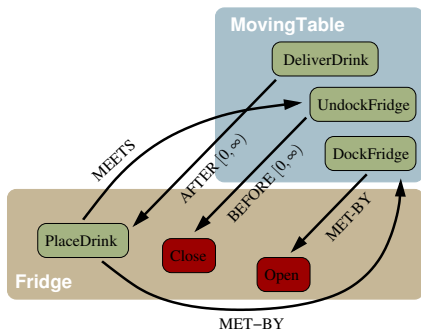 MovingTable
DeliverDrink
UndockFridge
DockFridge
MEETS
AFTER [0, ∞)
BEFORE [0, ∞)
MET-BY
PlaceDrink
Close
Open
Fridge
MET−BY